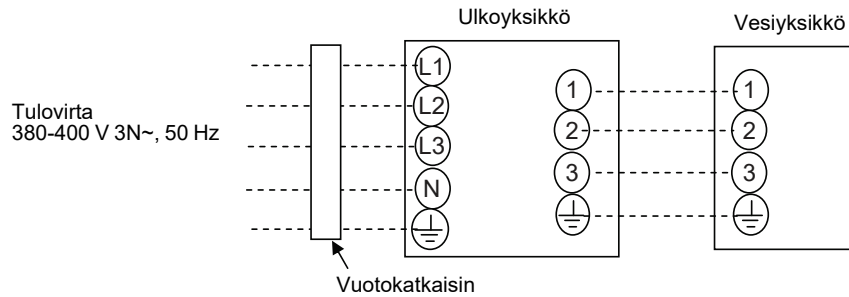 Ulkoyksikkö
Vesiyksikkö
Tulovirta
380-400 V 3N~, 50 Hz
L1
L2
L3
N
1
2
3
1
2
3
Vuotokatkaisin